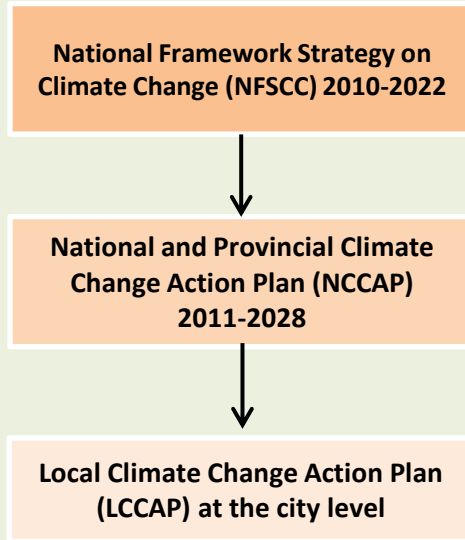 National Framework Strategy on
Climate Change (NFSCC) 2010-2022
National and Provincial Climate
Change Action Plan (NCCAP)
2011-2028
Local Climate Change Action Plan
(LCCAP) at the city level